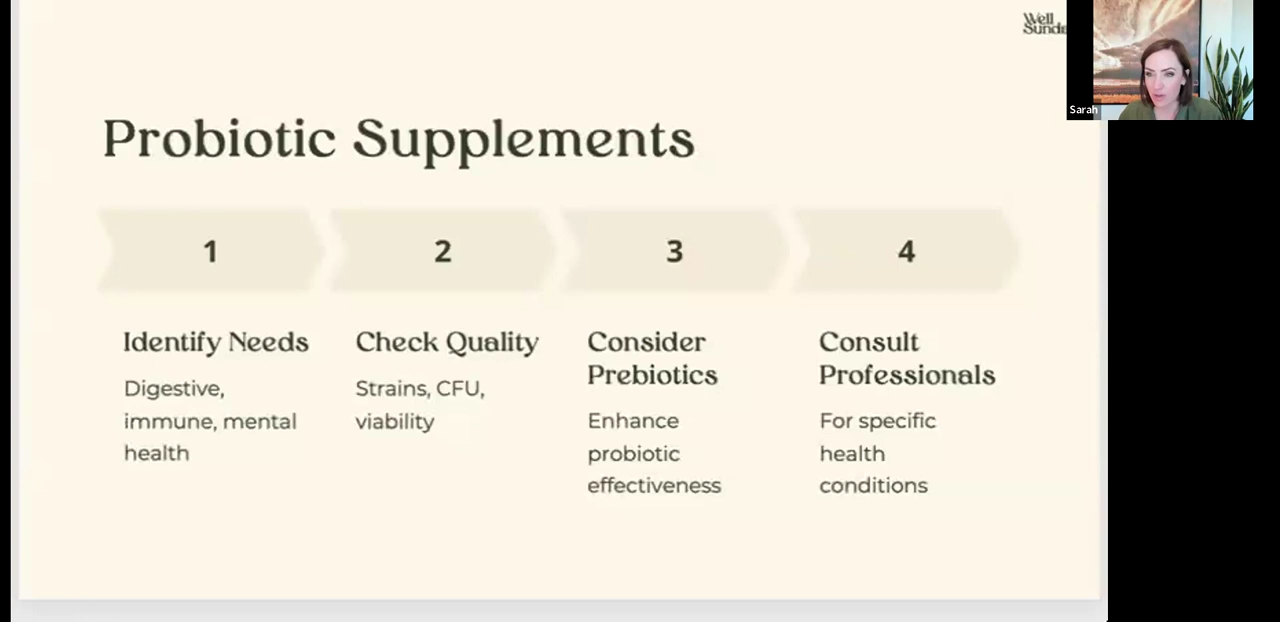 Well
Probiotic Supplements
1
2
3
4
Identify Needs
Digestive,
immune, mental
health
Check Quality
Strains, CFU,
viability
Consider
Prebiotics
Enhance
probiotic
effectiveness
Consult
Professionals
For specific
health
conditions
Sarah